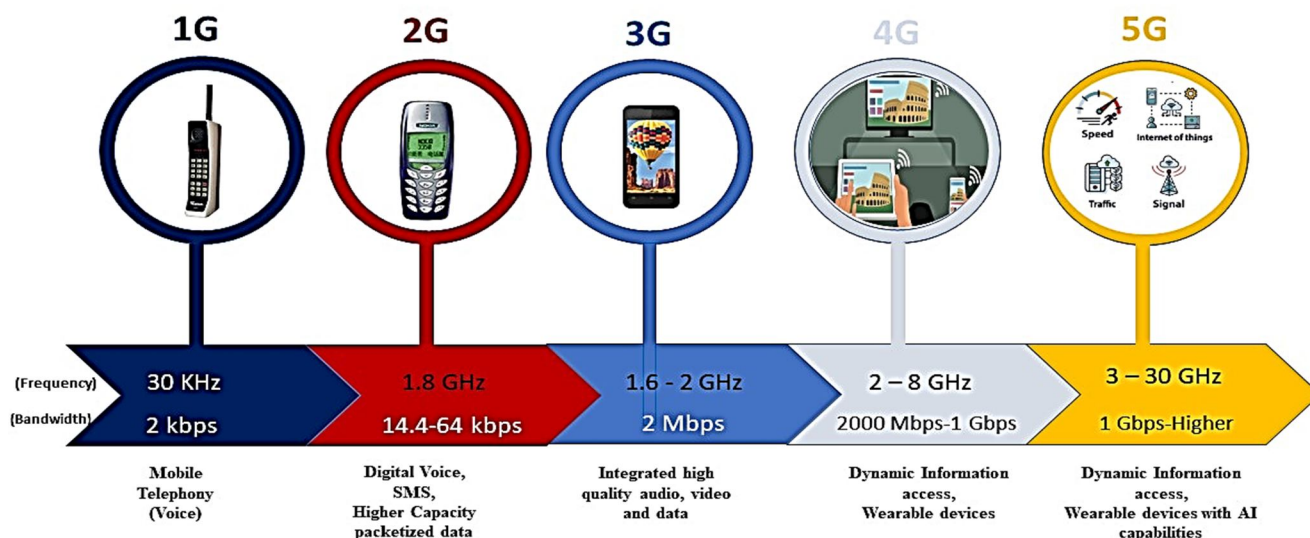 1G
2G
3G
4G
5G
NOKIA
Speed
Internet of things
Traffic
Signal
(Frequency)
30 KHz
1.8 GHz
1.6 - 2 GHz
2 – 8 GHz
3 – 30 GHz
(Bandwidth)
2 kbps
14.4-64 kbps
2 Mbps
2000 Mbps-1 Gbps
1 Gbps-Higher
Mobile
Telephony
(Voice)
Digital Voice,
SMS,
Higher Capacity
packetized data
Integrated high
quality audio, video
and data
Dynamic Information
access,
Wearable devices
Dynamic Information
access,
Wearable devices with AI
capabilities